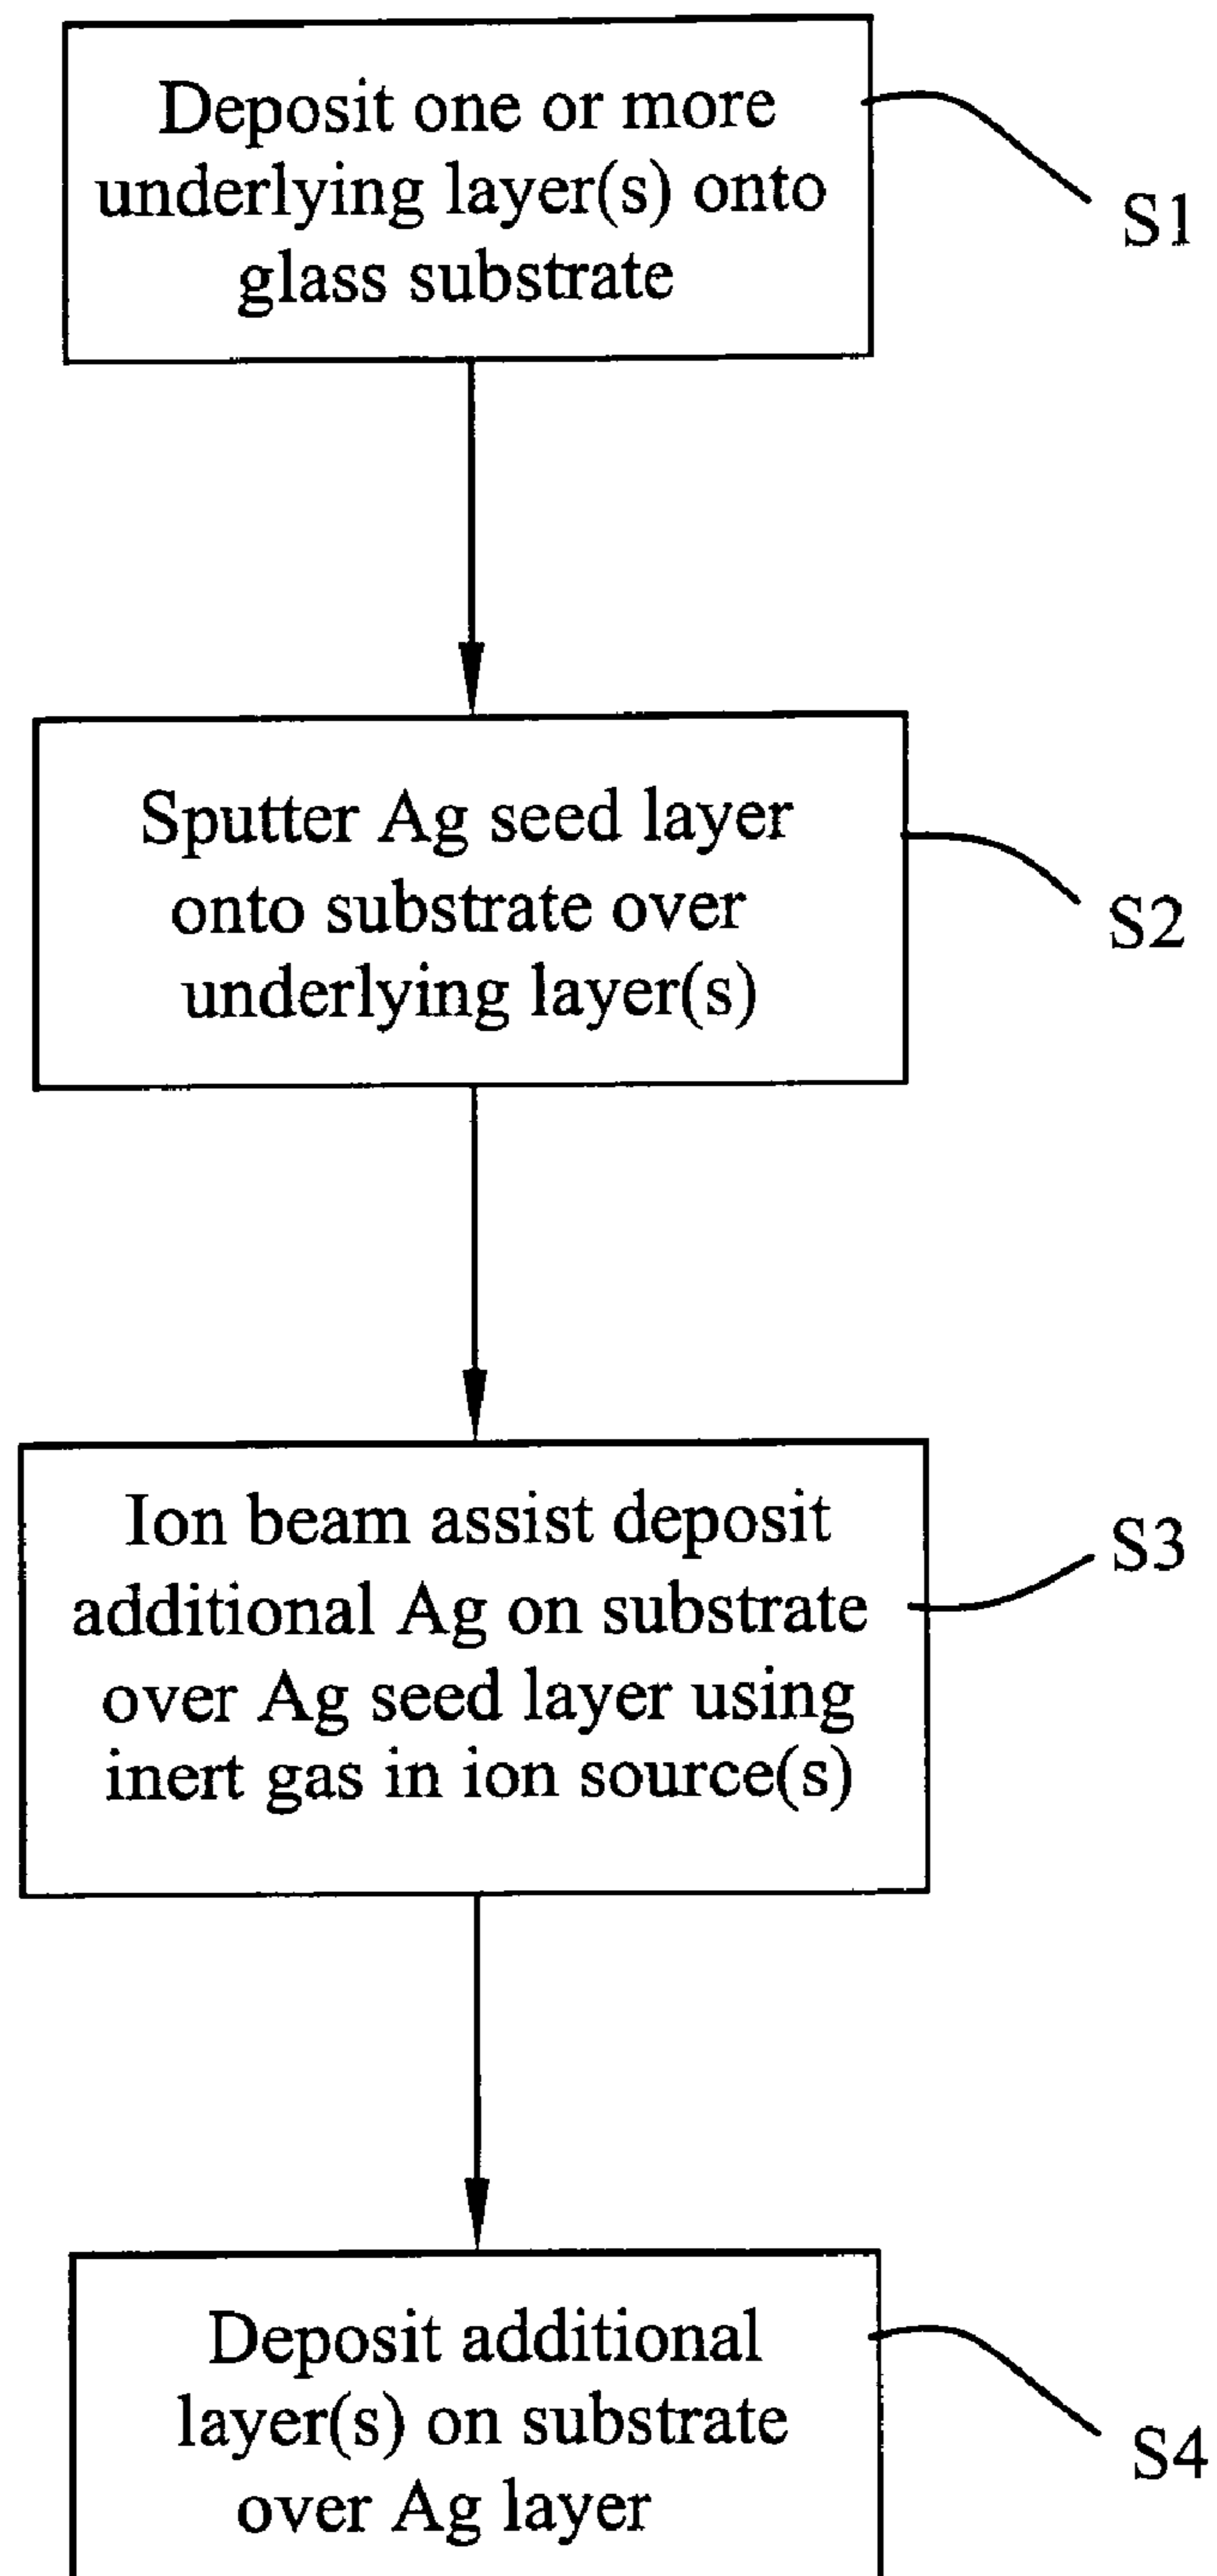 Deposit one or more
underlying layer(s) onto
glass substrate
S1
Sputter Ag seed layer
onto substrate over
underlying layer(s)
S2
Ion beam assist deposit
additional Ag on substrate
over Ag seed layer using
inert gas in ion source(s)
S3
Deposit additional
layer(s) on substrate
over Ag layer
S4